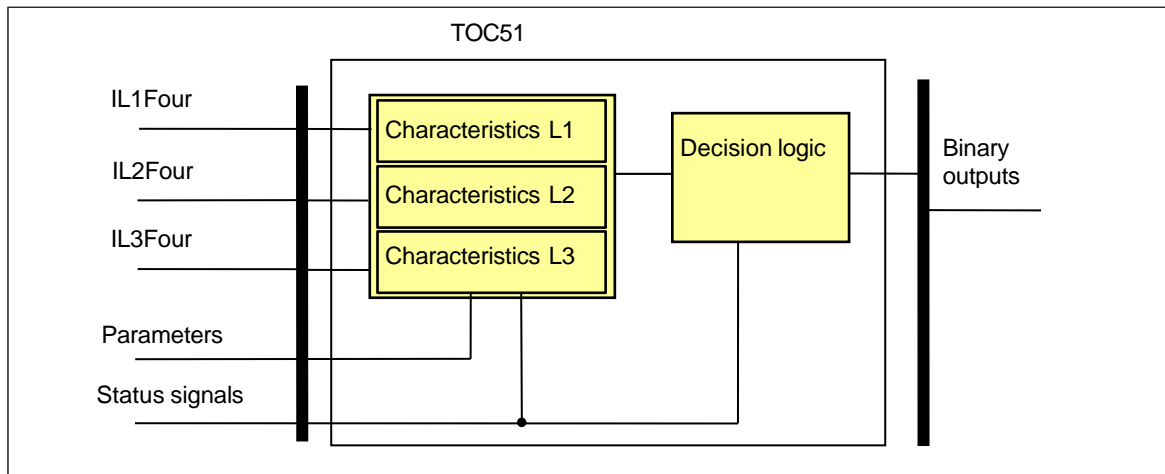 TOC51
IL1Four
IL2Four
IL3Four
Parameters
Status signals
Characteristics L1
Characteristics L2
Characteristics L3
Decision logic
Binary
outputs